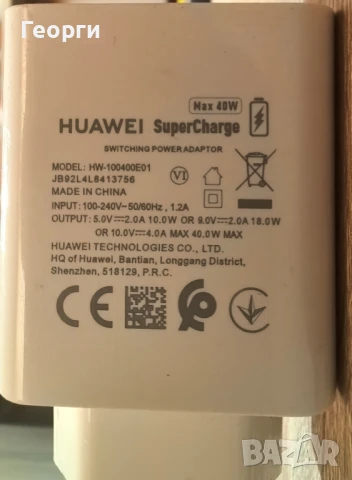 Георги
Max 40W
HUAWEI SuperCharge
SWITCHING POWER ADAPTOR
MODEL: HW-100400E01
JB92L4L8413756
MADE IN CHINA
VI
INPUT: 100-240V~50/60Hz, 1.2A
OUTPUT: 5.0V⎓2.0A 10.0W OR 9.0V⎓2.0A 18.0W
OR 10.0V⎓4.0A MAX 40.0W MAX
HUAWEI TECHNOLOGIES CO., LTD.
HQ of Huawei, Bantian, Longgang District,
Shenzhen, 518129, P.R.C.
CE EAC
BAZAR